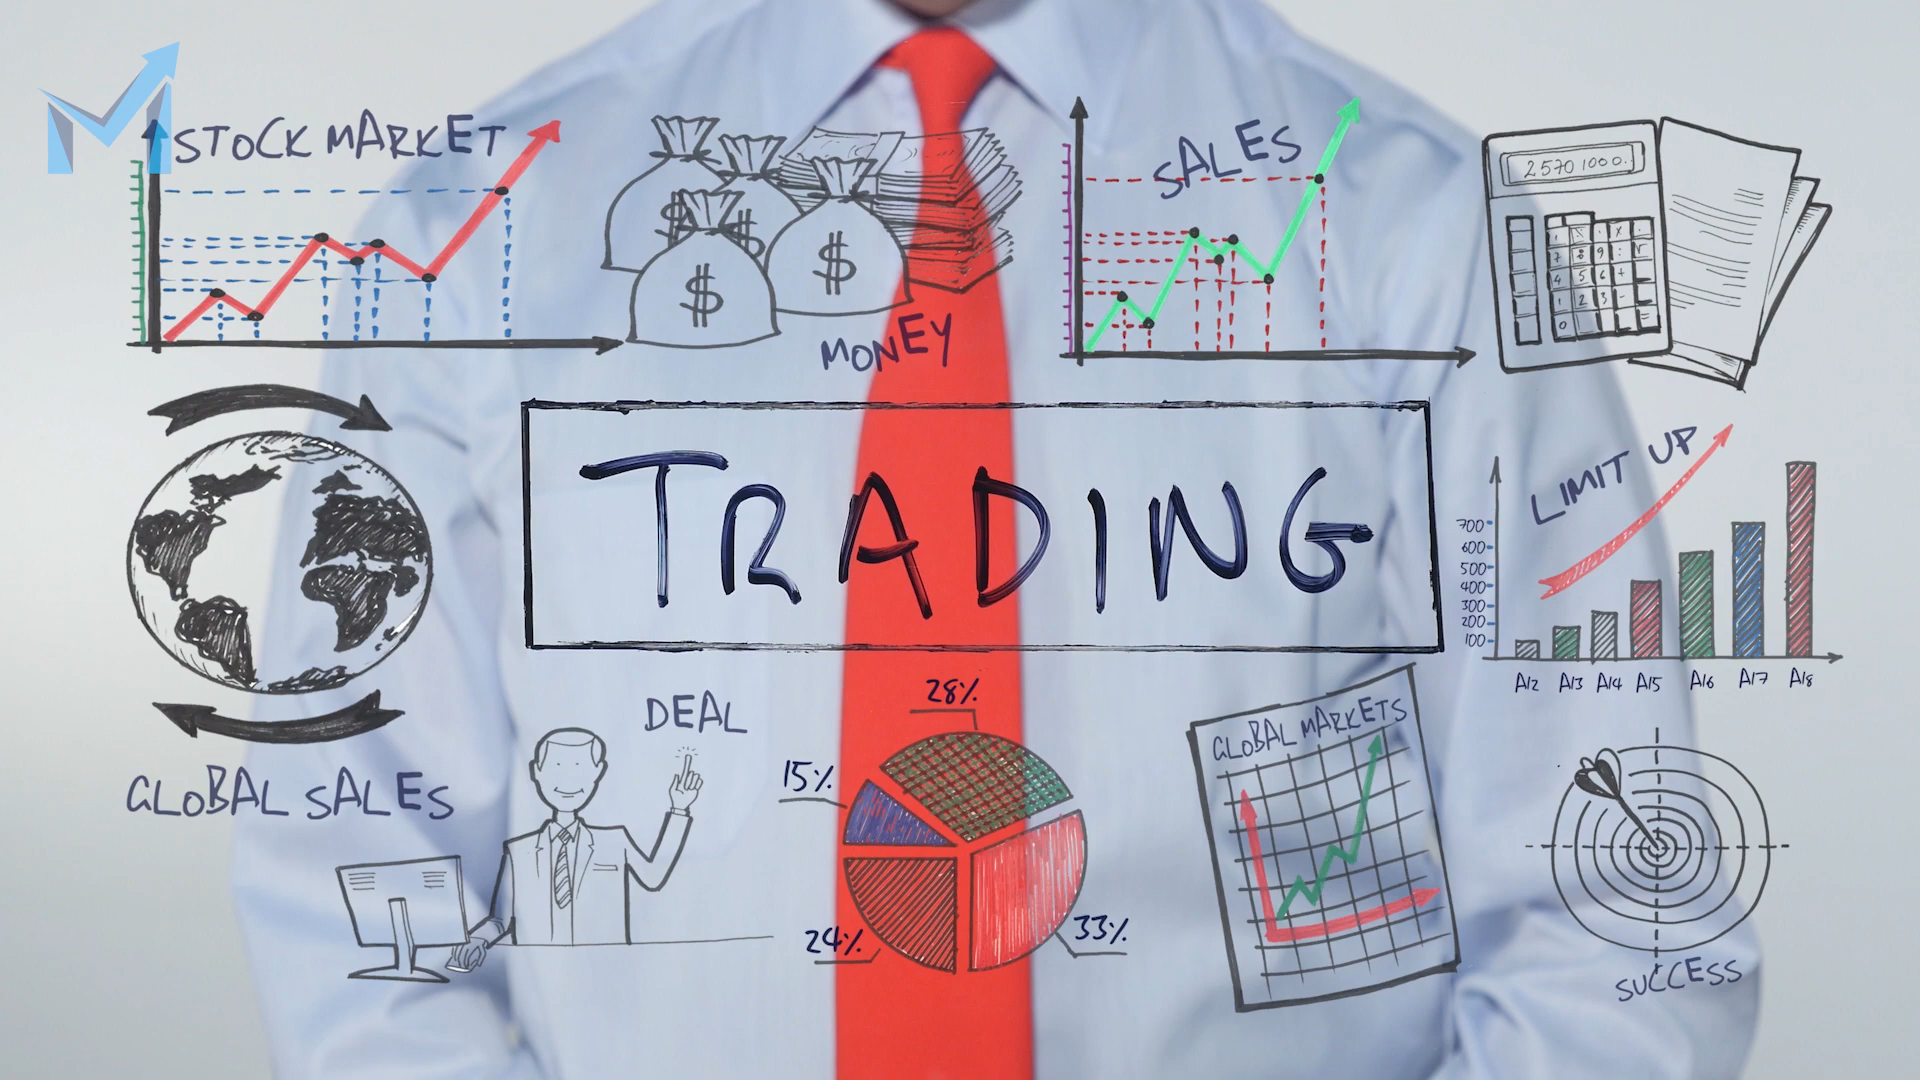 STOCK MARKET
$
$
$
$
MONEY
SALES
2570 1000.
TRADING
LIMIT UP
700
600
500
400
300
200
100
A12 A13 A14 A15 A16 A17 A18
GLOBAL SALES
DEAL
28%
15%
24%
33%
GLOBAL MARKETS
SUCCESS